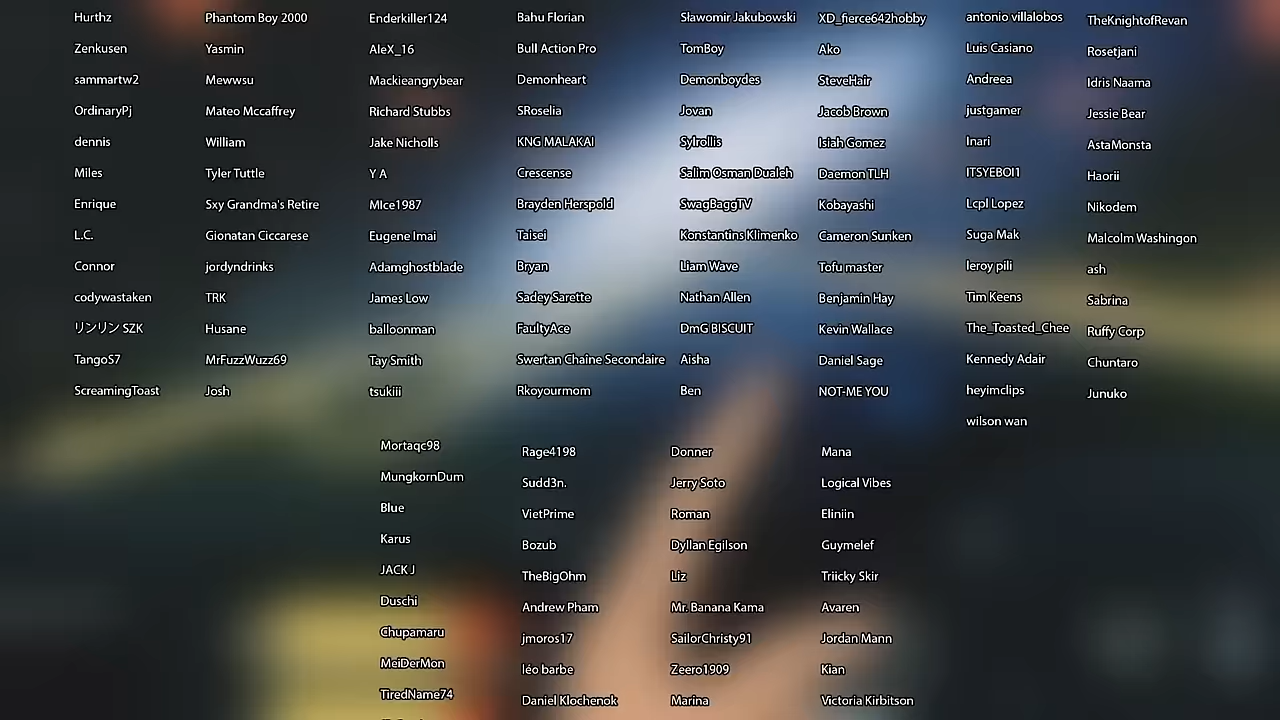 Hurthz
Zenkusen
sammartw2
OrdinaryPj
dennis
Miles
Enrique
L.C.
Connor
codywastaken
リンリン SZK
TangoS7
ScreamingToast
Phantom Boy 2000
Yasmin
Mewwsu
Mateo Mccaffrey
William
Tyler Tuttle
Sxy Grandma's Retire
Gionatan Ciccarese
jordyndrinks
TRK
Husane
MrFuzzWuzz69
Josh
Enderkiller124
AleX_16
Mackieangrybear
Richard Stubbs
Jake Nicholls
Y A
MIce1987
Eugene Imai
Adamghostblade
James Low
balloonman
Tay Smith
tsukiii
Bahu Florian
Bull Action Pro
Demonheart
SRoselia
KNG MALAKAI
Crescense
Brayden Herspold
Taisei
Bryan
Sadey Sarette
FaultyAce
Swertan Chaîne Secondaire
Rkoyourmom
Sławomir Jakubowski
TomBoy
Demonboydes
Jovan
Sylrollis
Salim Osman Dualeh
SwagBaggTV
Konstantins Klimenko
Liam Wave
Nathan Allen
DmG BISCUIT
Aisha
Ben
XD_fierce642hobby
Ako
SteveHair
Jacob Brown
Isiah Gomez
Daemon TLH
Kobayashi
Cameron Sunken
Tofu master
Benjamin Hay
Kevin Wallace
Daniel Sage
NOT-ME YOU
antonio villalobos
Luis Casiano
Andreea
justgamer
Inari
ITSYEBOI1
Lcpl Lopez
Suga Mak
leroy pili
Tim Keens
The_Toasted_Chee
Kennedy Adair
heyimclips
wilson wan
TheKnightofRevan
Rosetjani
Idris Naama
Jessie Bear
AstaMonsta
Haorii
Nikodem
Malcolm Washingon
ash
Sabrina
Ruffy Corp
Chuntaro
Junuko
Mortaqc98
MungkornDum
Blue
Karus
JACK J
Duschi
Chupamaru
MeiDerMon
TiredName74
Rage4198
Sudd3n.
VietPrime
Bozub
TheBigOhm
Andrew Pham
jmoros17
léo barbe
Daniel Klochenok
Donner
Jerry Soto
Roman
Dyllan Egilson
Liz
Mr. Banana Kama
SailorChristy91
Zeero1909
Marina
Mana
Logical Vibes
Eliniin
Guymelef
Triicky Skir
Avaren
Jordan Mann
Kian
Victoria Kirbitson